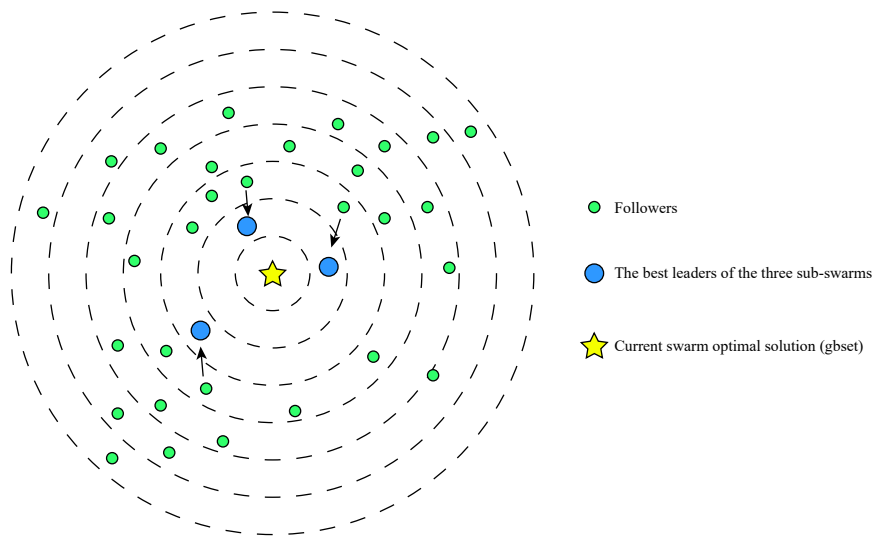 Followers
The best leaders of the three sub-swarms
Current swarm optimal solution (gbset)